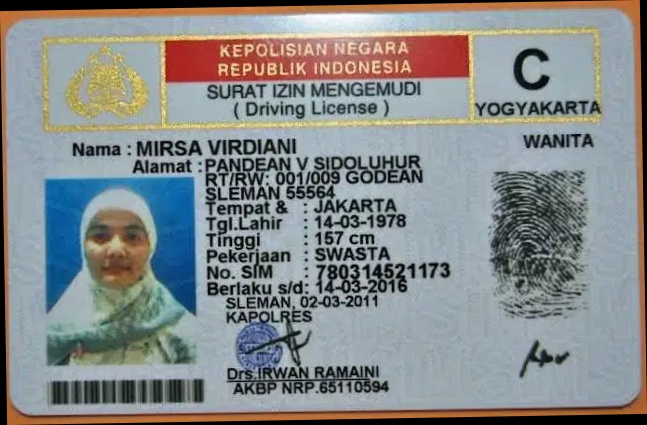 KEPOLISIAN NEGARA
REPUBLIK INDONESIA
SURAT IZIN MENGEMUDI
( Driving License )
C
YOGYAKARTA
WANITA
Nama : MIRSA VIRDIANI
Alamat : PANDEAN V SIDOLUHUR
RT/RW: 001/009 GODEAN
SLEMAN 55564
Tempat & : JAKARTA
Tgl.Lahir : 14-03-1978
Tinggi : 157 cm
Pekerjaan : SWASTA
No. SIM : 780314521173
Berlaku s/d: 14-03-2016
SLEMAN, 02-03-2011
KAPOLRES
Drs.IRWAN RAMAINI
AKBP NRP.65110594